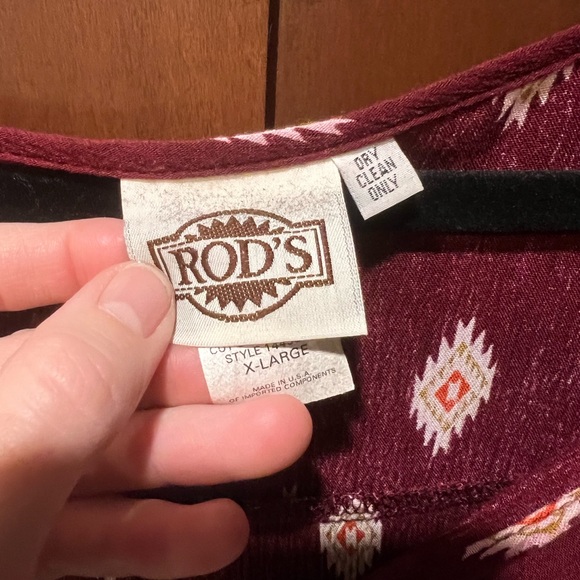 DRY
CLEAN
ONLY
ROD'S
STYLE
X-LARGE
MADE IN U.S.A.
OF IMPORTED COMPONENTS